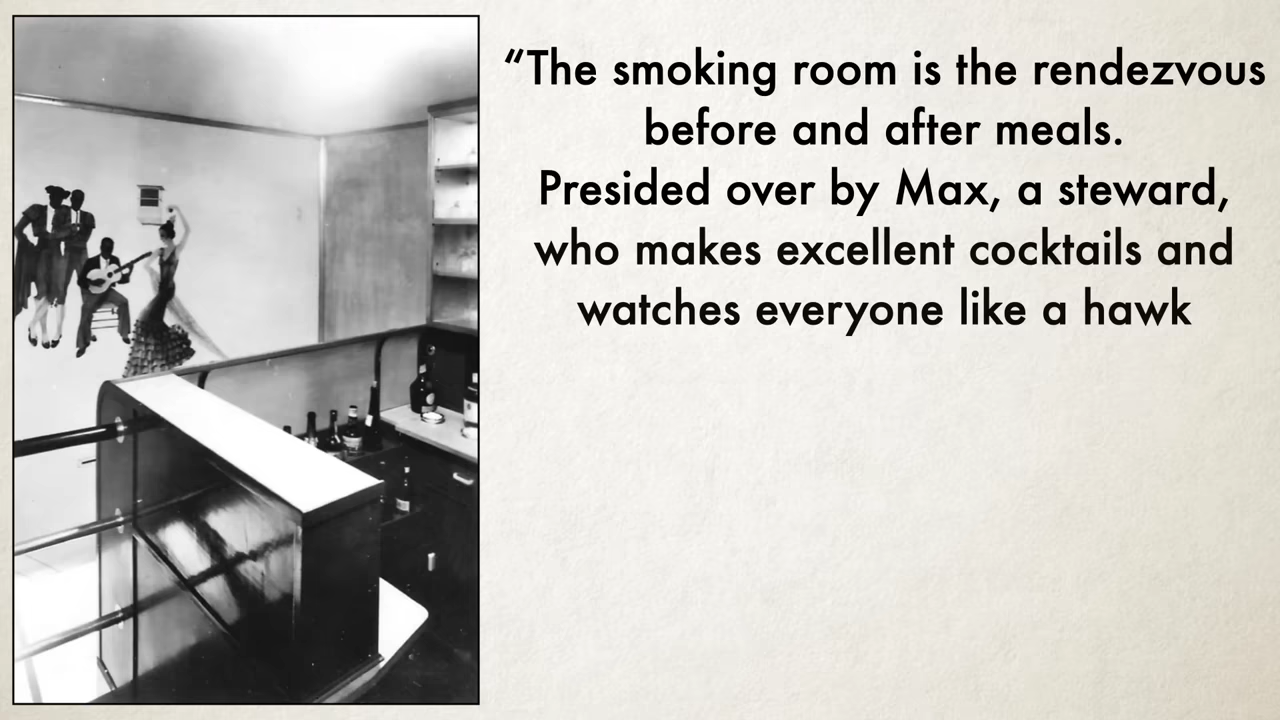 “The smoking room is the rendezvous
before and after meals.
Presided over by Max, a steward,
who makes excellent cocktails and
watches everyone like a hawk